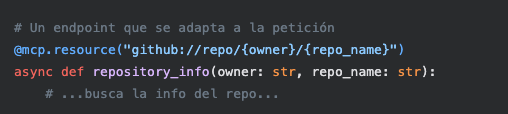 # Un endpoint que se adapta a la petición
@mcp.resource("github://repo/{owner}/{repo_name}")
async def repository_info(owner: str, repo_name: str):
    # ...busca la info del repo...